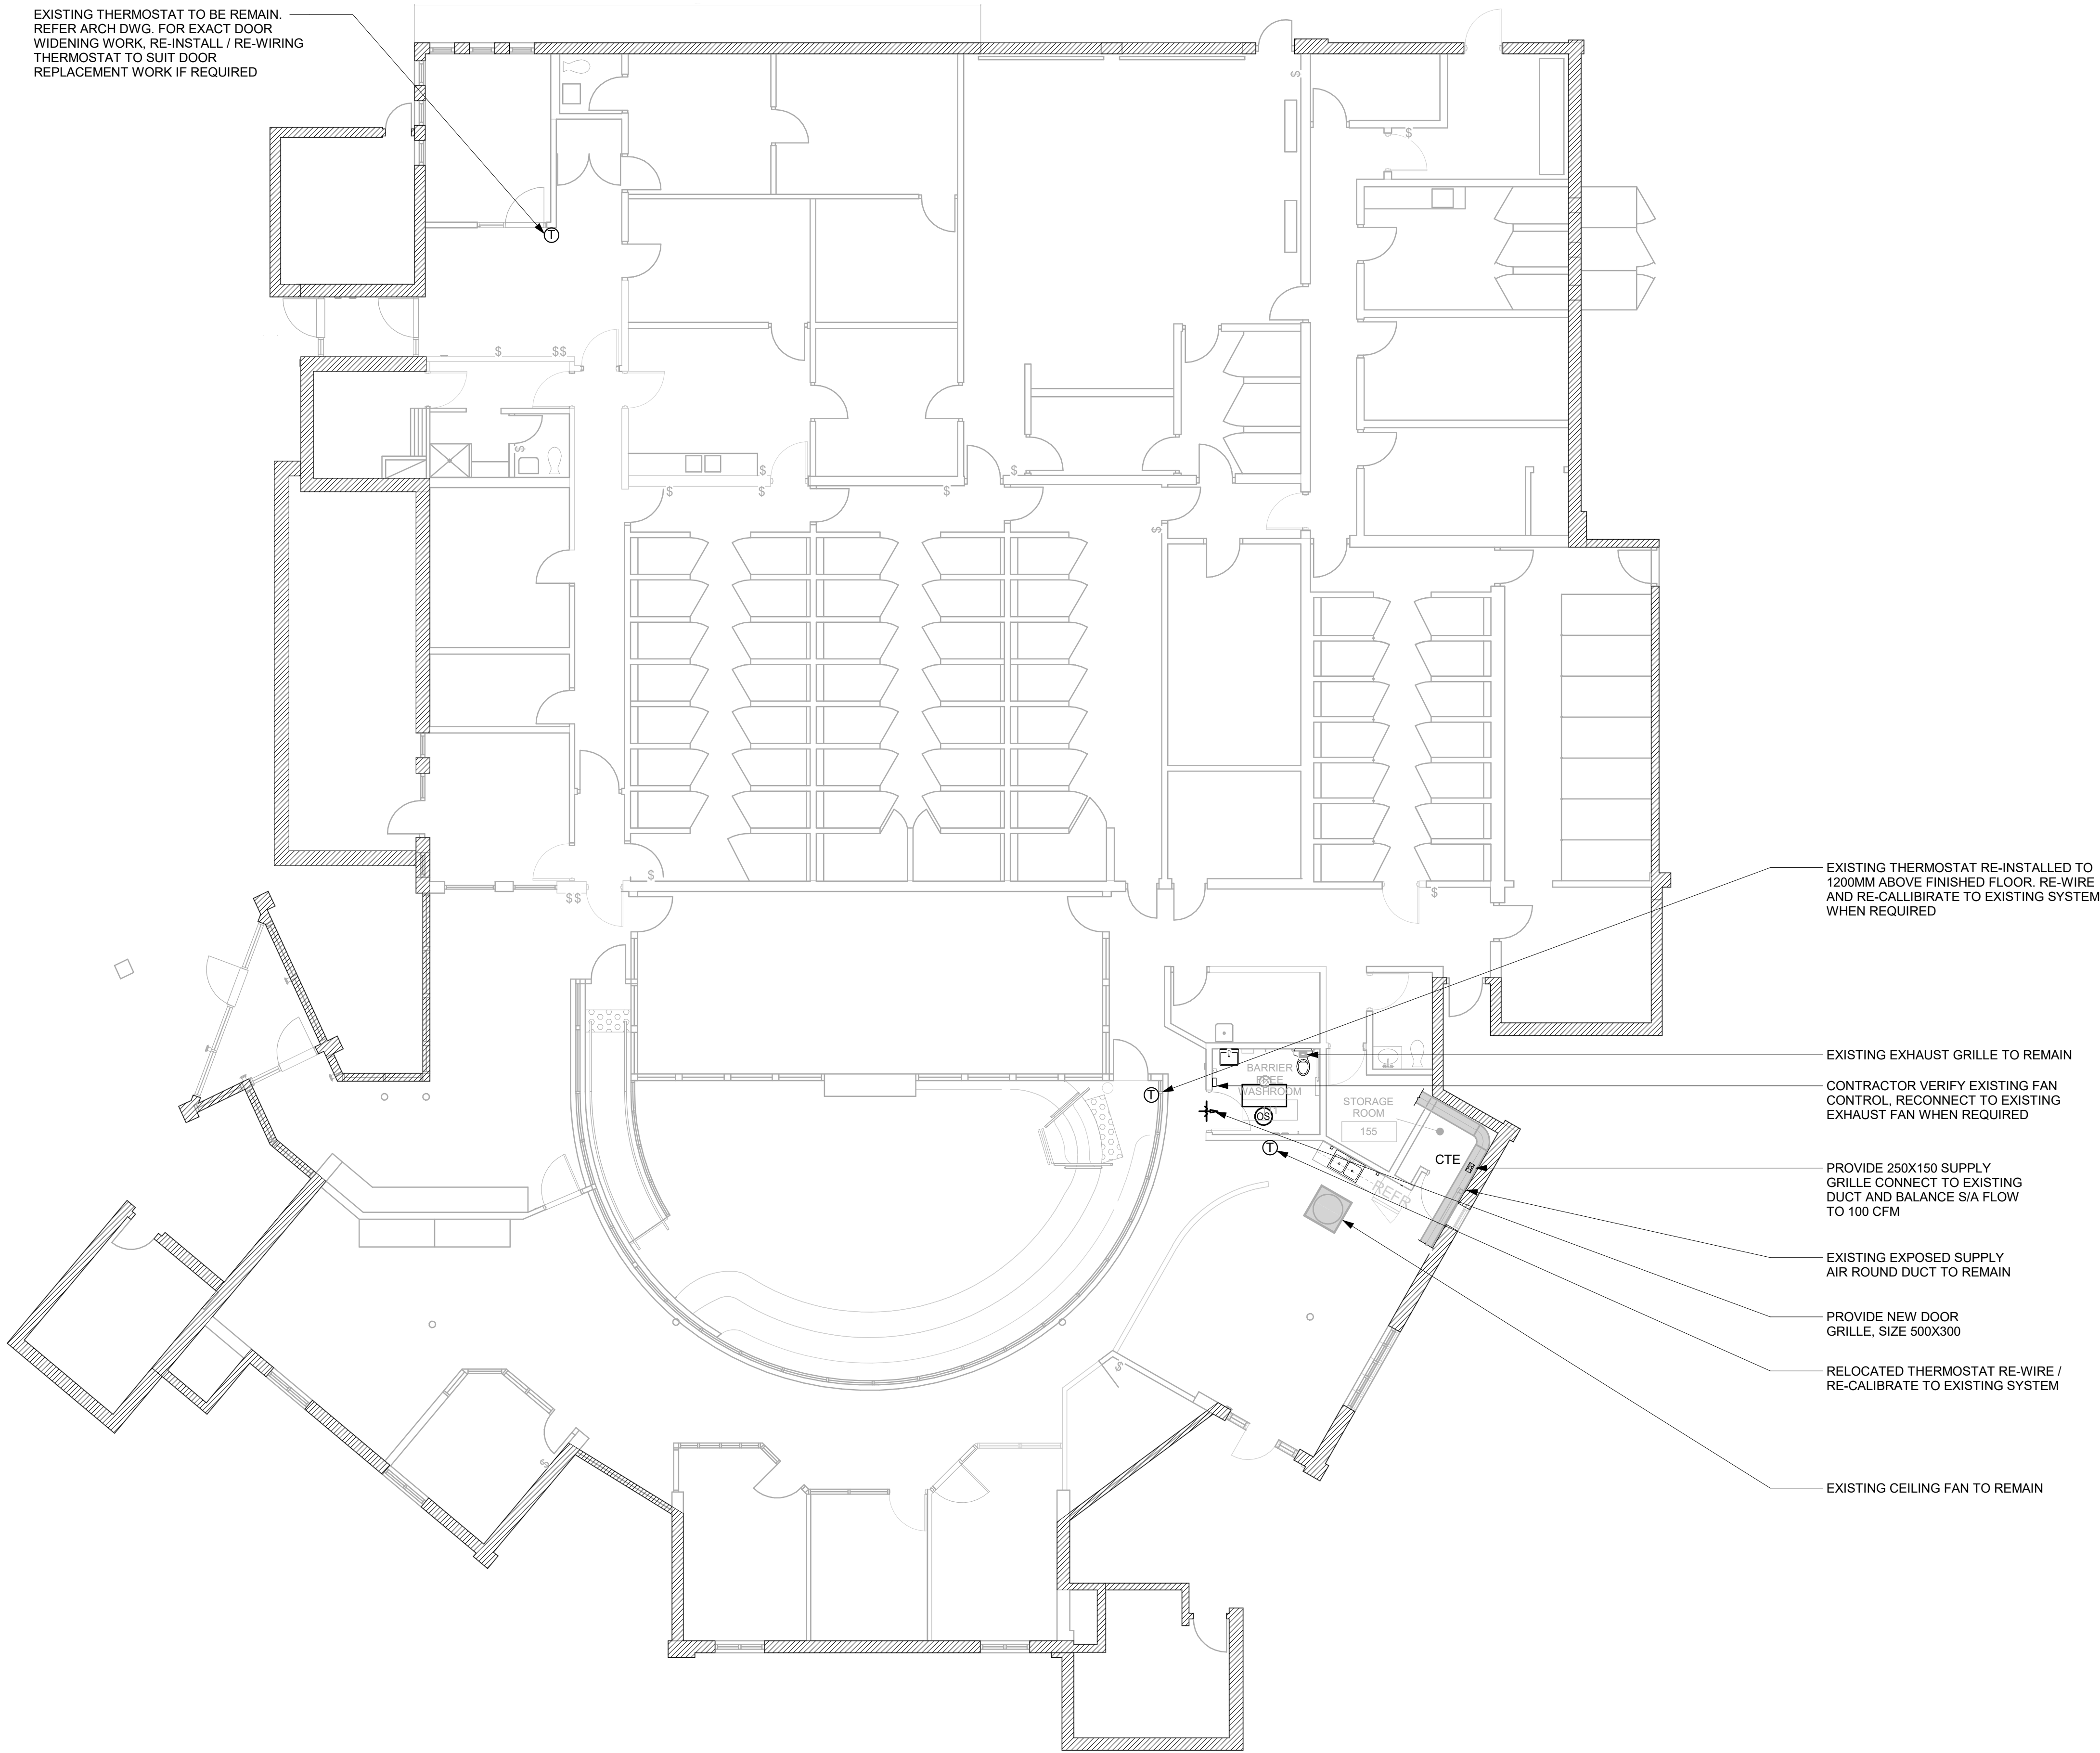 EXISTING THERMOSTAT TO BE REMAIN.
REFER ARCH DWG. FOR EXACT DOOR
WIDENING WORK, RE-INSTALL / RE-WIRING
THERMOSTAT TO SUIT DOOR
REPLACEMENT WORK IF REQUIRED
$
T
$
$ $$
$
$
$
$ $ $
$
$
$
$$
EXISTING THERMOSTAT RE-INSTALLED TO
1200MM ABOVE FINISHED FLOOR. RE-WIRE
AND RE-CALLIBIRATE TO EXISTING SYSTEM
WHEN REQUIRED
$
EXISTING EXHAUST GRILLE TO REMAIN
BARRIER
FREE
WASHROOM
CONTRACTOR VERIFY EXISTING FAN
CONTROL, RECONNECT TO EXISTING
EXHAUST FAN WHEN REQUIRED
T
OS
STORAGE
ROOM
155
T
CTE
REFR
PROVIDE 250X150 SUPPLY
GRILLE CONNECT TO EXISTING
DUCT AND BALANCE S/A FLOW
TO 100 CFM
EXISTING EXPOSED SUPPLY
AIR ROUND DUCT TO REMAIN
PROVIDE NEW DOOR
GRILLE, SIZE 500X300
RELOCATED THERMOSTAT RE-WIRE /
RE-CALIBRATE TO EXISTING SYSTEM
$
$
EXISTING CEILING FAN TO REMAIN